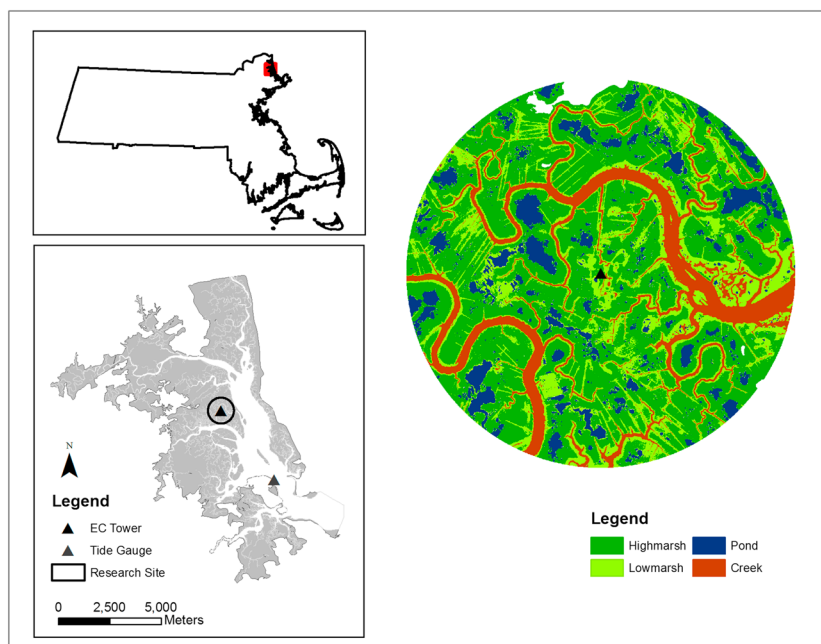 N
Legend
EC Tower
Tide Gauge
Research Site
0 2,500 5,000
Meters
Legend
Highmarsh Pond
Lowmarsh Creek